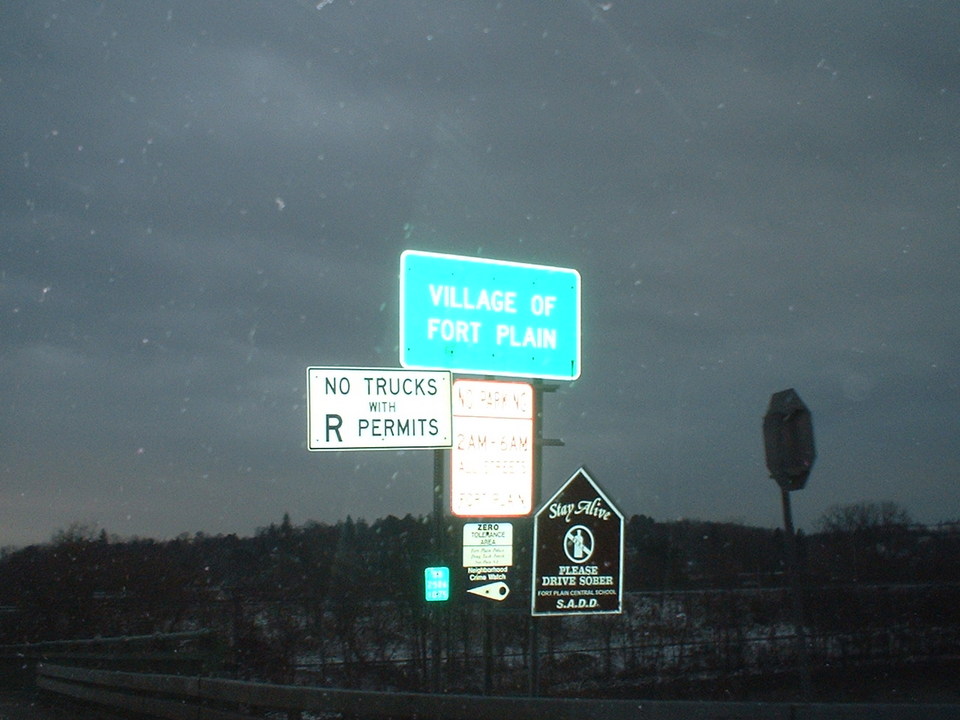 VILLAGE OF
FORT PLAIN
NO TRUCKS
WITH
R PERMITS
NO PARKING
2AM - 6AM
ALL STREETS
FORT PLAIN
ZERO
TOLERANCE
AREA
Neighborhood
Crime Watch
Stay Alive
PLEASE
DRIVE SOBER
FORT PLAIN CENTRAL SCHOOL
S.A.D.D.